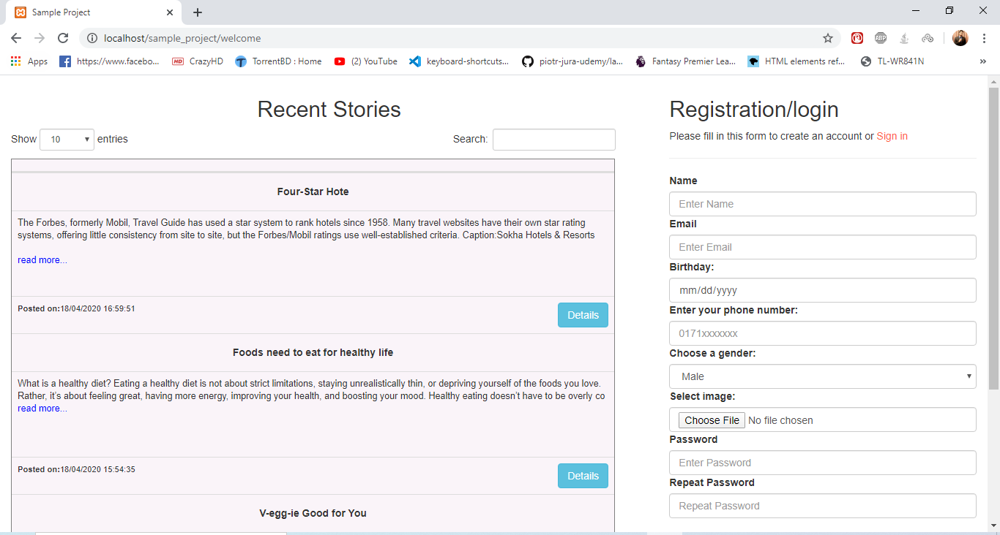 Sample Project
localhost/sample_project/welcome
Apps
https://www.facebo...
CrazyHD
TorrentBD : Home
(2) YouTube
keyboard-shortcuts...
piotr-jura-udemy/la...
Fantasy Premier Lea...
HTML elements ref...
TL-WR841N
»
Recent Stories
Show 10 entries
Search:
Four-Star Hote
The Forbes, formerly Mobil, Travel Guide has used a star system to rank hotels since 1958. Many travel websites have their own star rating
systems, offering little consistency from site to site, but the Forbes/Mobil ratings use well-established criteria. Caption:Sokha Hotels & Resorts
read more...
Posted on:18/04/2020 16:59:51
Details
Foods need to eat for healthy life
What is a healthy diet? Eating a healthy diet is not about strict limitations, staying unrealistically thin, or depriving yourself of the foods you love.
Rather, it’s about feeling great, having more energy, improving your health, and boosting your mood. Healthy eating doesn’t have to be overly co
read more...
Posted on:18/04/2020 15:54:35
Details
V-egg-ie Good for You
Registration/login
Please fill in this form to create an account or Sign in
Name
Enter Name
Email
Enter Email
Birthday:
mm/dd/yyyy
Enter your phone number:
0171xxxxxxx
Choose a gender:
Male
Select image:
Choose File No file chosen
Password
Enter Password
Repeat Password
Repeat Password